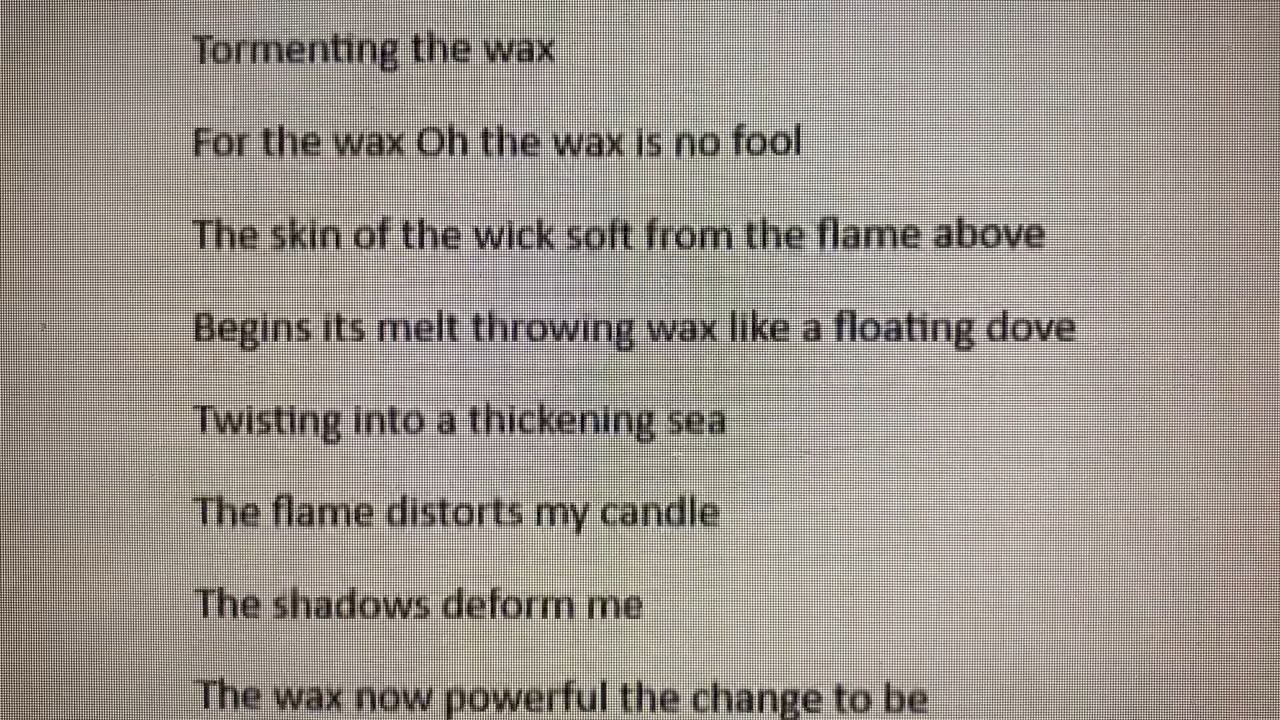 Tormenting the wax
For the wax Oh the wax is no fool
The skin of the wick soft from the flame above
Begins its melt throwing wax like a floating dove
Twisting into a thickening sea
The flame distorts my candle
The shadows deform me
The wax now powerful the change to be